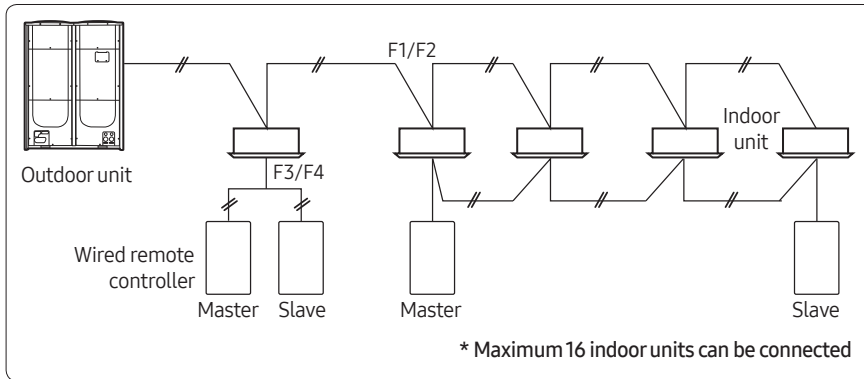 F1/F2
Indoor
unit
Outdoor unit
F3/F4
Wired remote
controller
Master
Slave
Master
Slave
* Maximum 16 indoor units can be connected